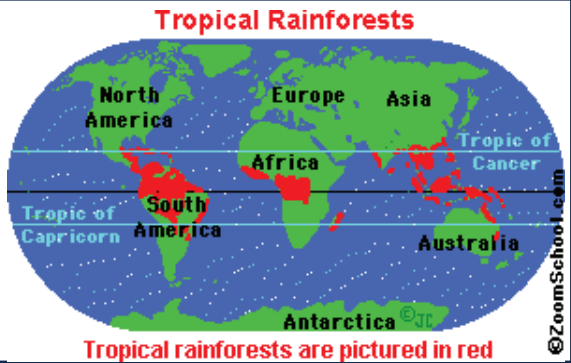 Tropical Rainforests
North
America
Europe
Asia
Tropic of
Cancer
Africa
Tropic of
Capricorn
South
America
Australia
Antarctica
©JC
©ZoomSchool.com
Tropical rainforests are pictured in red